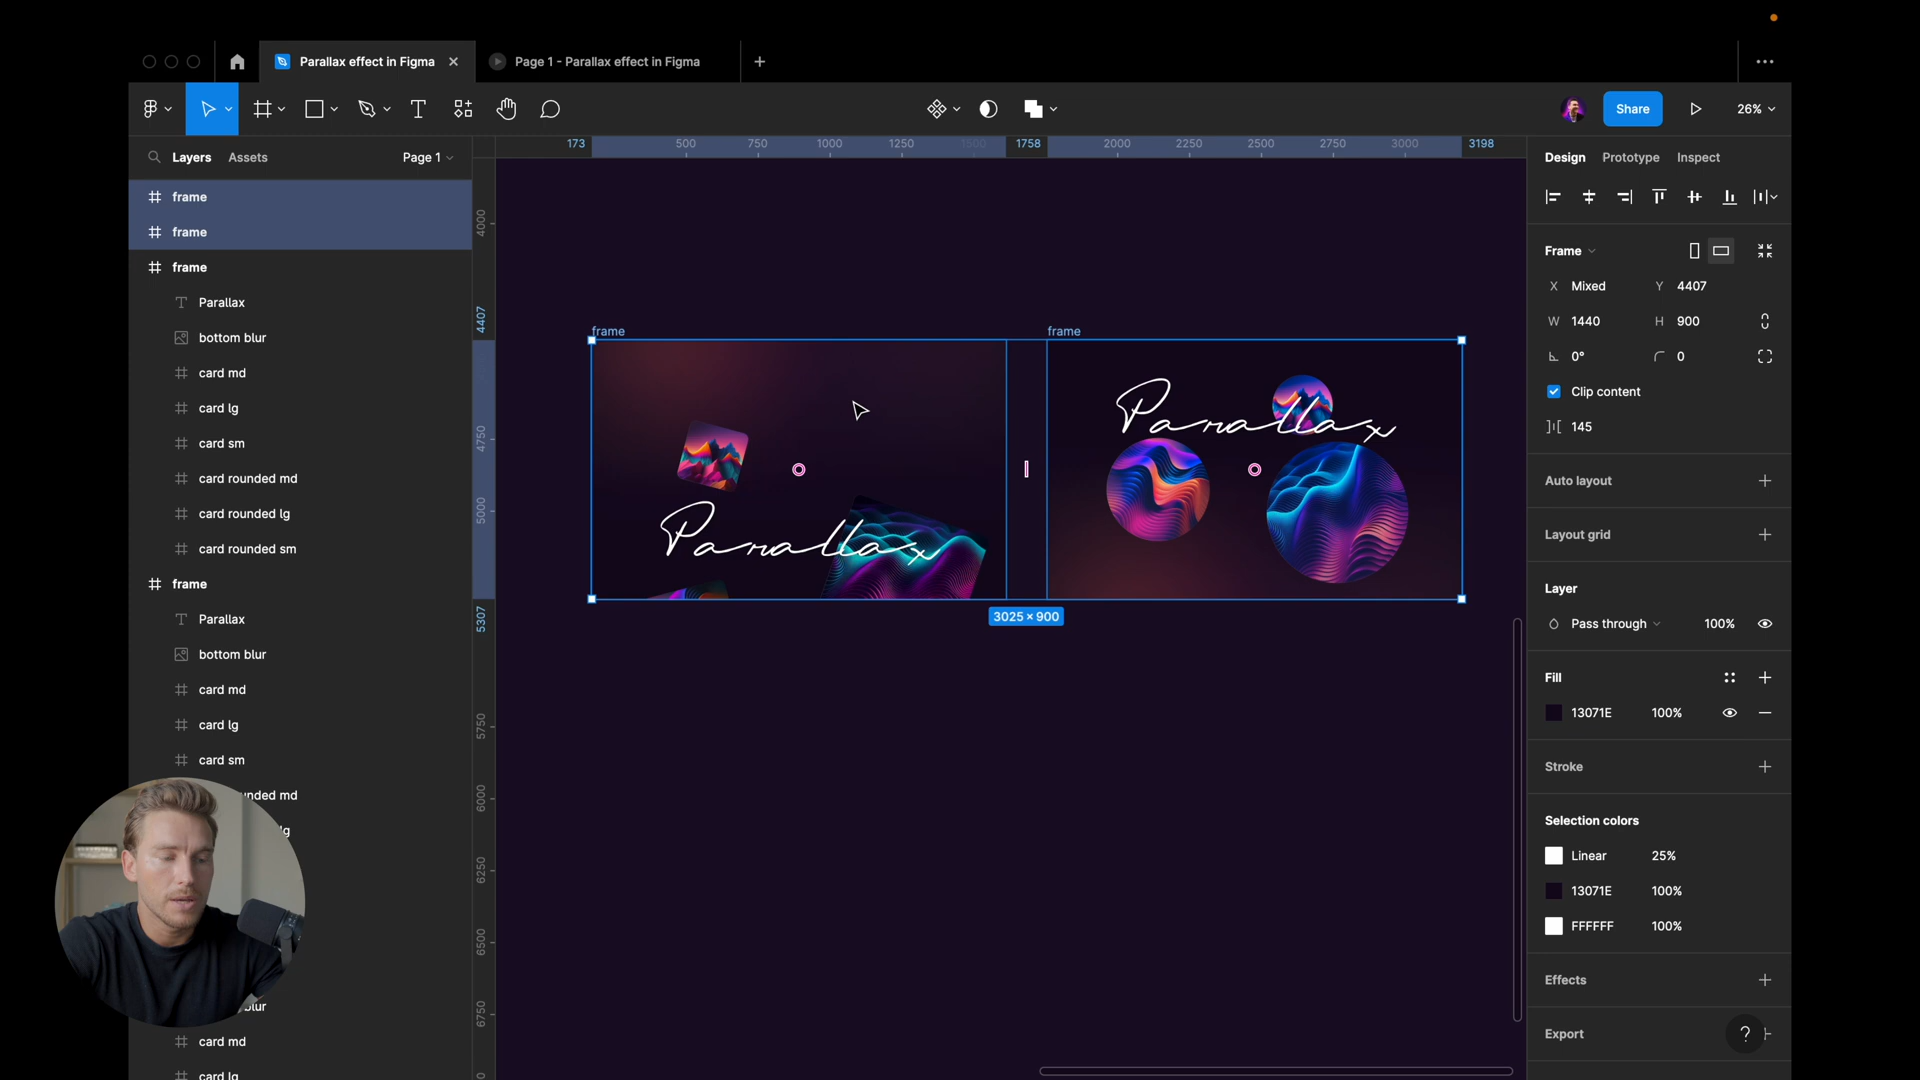 Parallax effect in Figma
Page 1 - Parallax effect in Figma
Share
26%
Layers
Assets
Page 1
173
500
750
1000
1250
1500
1758
2000
2250
2500
2750
3000
3198
Design
Prototype
Inspect
frame
frame
frame
Parallax
bottom blur
card md
card lg
card sm
card rounded md
card rounded lg
card rounded sm
frame
Parallax
bottom blur
card md
card lg
card sm
nded md
lg
blur
card md
card lg
4000
4407
4750
5000
5307
5750
6000
6250
6500
6750
0
frame
frame
Parallax
Parallax
3025 × 900
Frame
X Mixed Y 4407
W 1440 H 900
0° 0
Clip content
145
Auto layout
Layout grid
Layer
Pass through 100%
Fill
13071E 100%
Stroke
Selection colors
Linear 25%
13071E 100%
FFFFFF 100%
Effects
Export
?